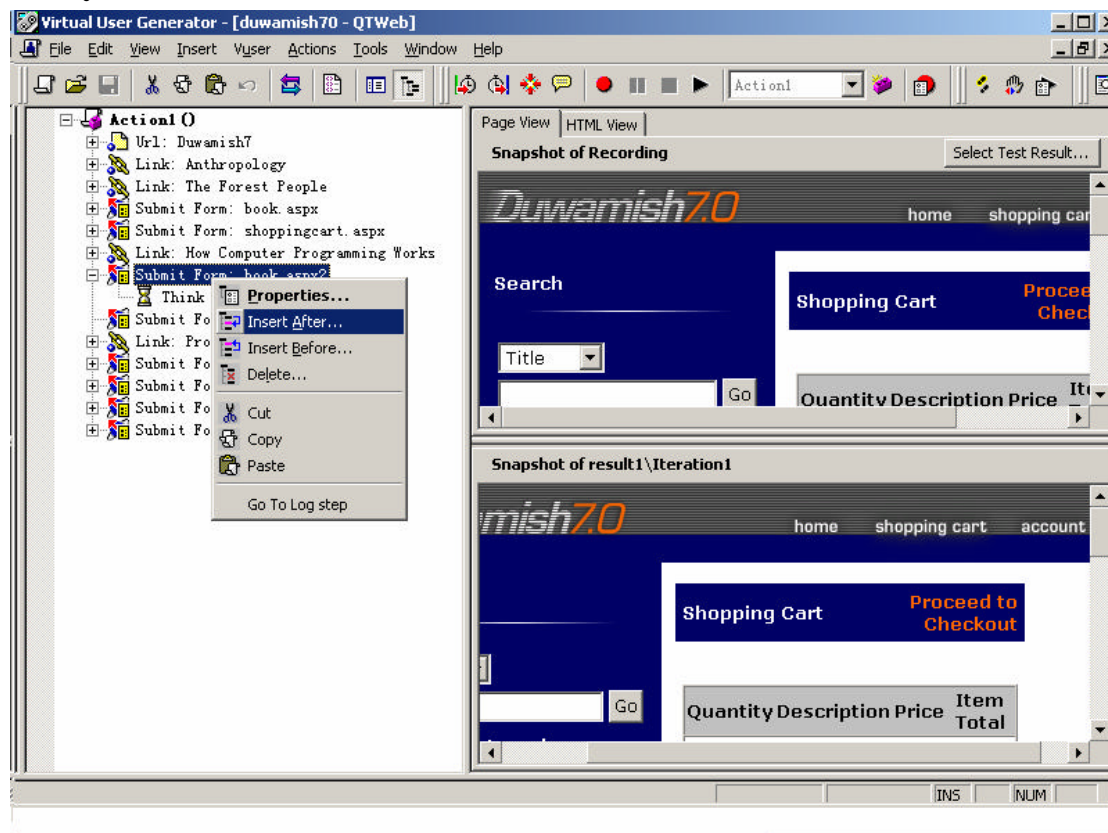 Virtual User Generator - [duwamish70 - QTWeb]
File Edit View Insert Vuser Actions Tools Window Help
Action1
Action1 ()
Url: Duwamish7
Link: Anthropology
Link: The Forest People
Submit Form: book.aspx
Submit Form: shoppingcart.aspx
Link: How Computer Programming Works
Submit Form: book.aspx2
Think
Submit Fo
Link: Pro
Submit Fo
Submit Fo
Submit Fo
Submit Fo
Properties...
Insert After...
Insert Before...
Delete...
Cut
Copy
Paste
Go To Log step
Page View HTML View
Snapshot of Recording Select Test Result...
Duwamish7.0
home shopping car
Search
Shopping Cart
Procee
Checl
Title
Go
Quantity Description Price Ite
Snapshot of result1\Iteration1
mish7.0
home shopping cart account
Shopping Cart
Proceed to
Checkout
Go
Quantity Description Price Item
Total
INS NUM